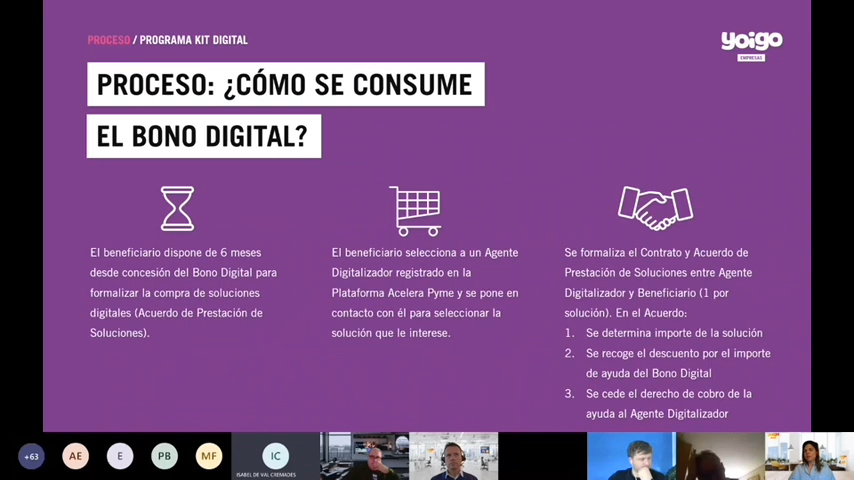 PROCESO / PROGRAMA KIT DIGITAL
yoigo
EMPRESAS
PROCESO: ¿CÓMO SE CONSUME
EL BONO DIGITAL?
El beneficiario dispone de 6 meses
desde concesión del Bono Digital para
formalizar la compra de soluciones
digitales (Acuerdo de Prestación de
Soluciones).
El beneficiario selecciona a un Agente
Digitalizador registrado en la
Plataforma Acelera Pyme y se pone en
contacto con él para seleccionar la
solución que le interese.
Se formaliza el Contrato y Acuerdo de
Prestación de Soluciones entre Agente
Digitalizador y Beneficiario (1 por
solución). En el Acuerdo:
1. Se determina importe de la solución
2. Se recoge el descuento por el importe
de ayuda del Bono Digital
3. Se cede el derecho de cobro de la
ayuda al Agente Digitalizador
+63
AE
E
PB
MF
IC
ISABEL DE VAL CREMADES